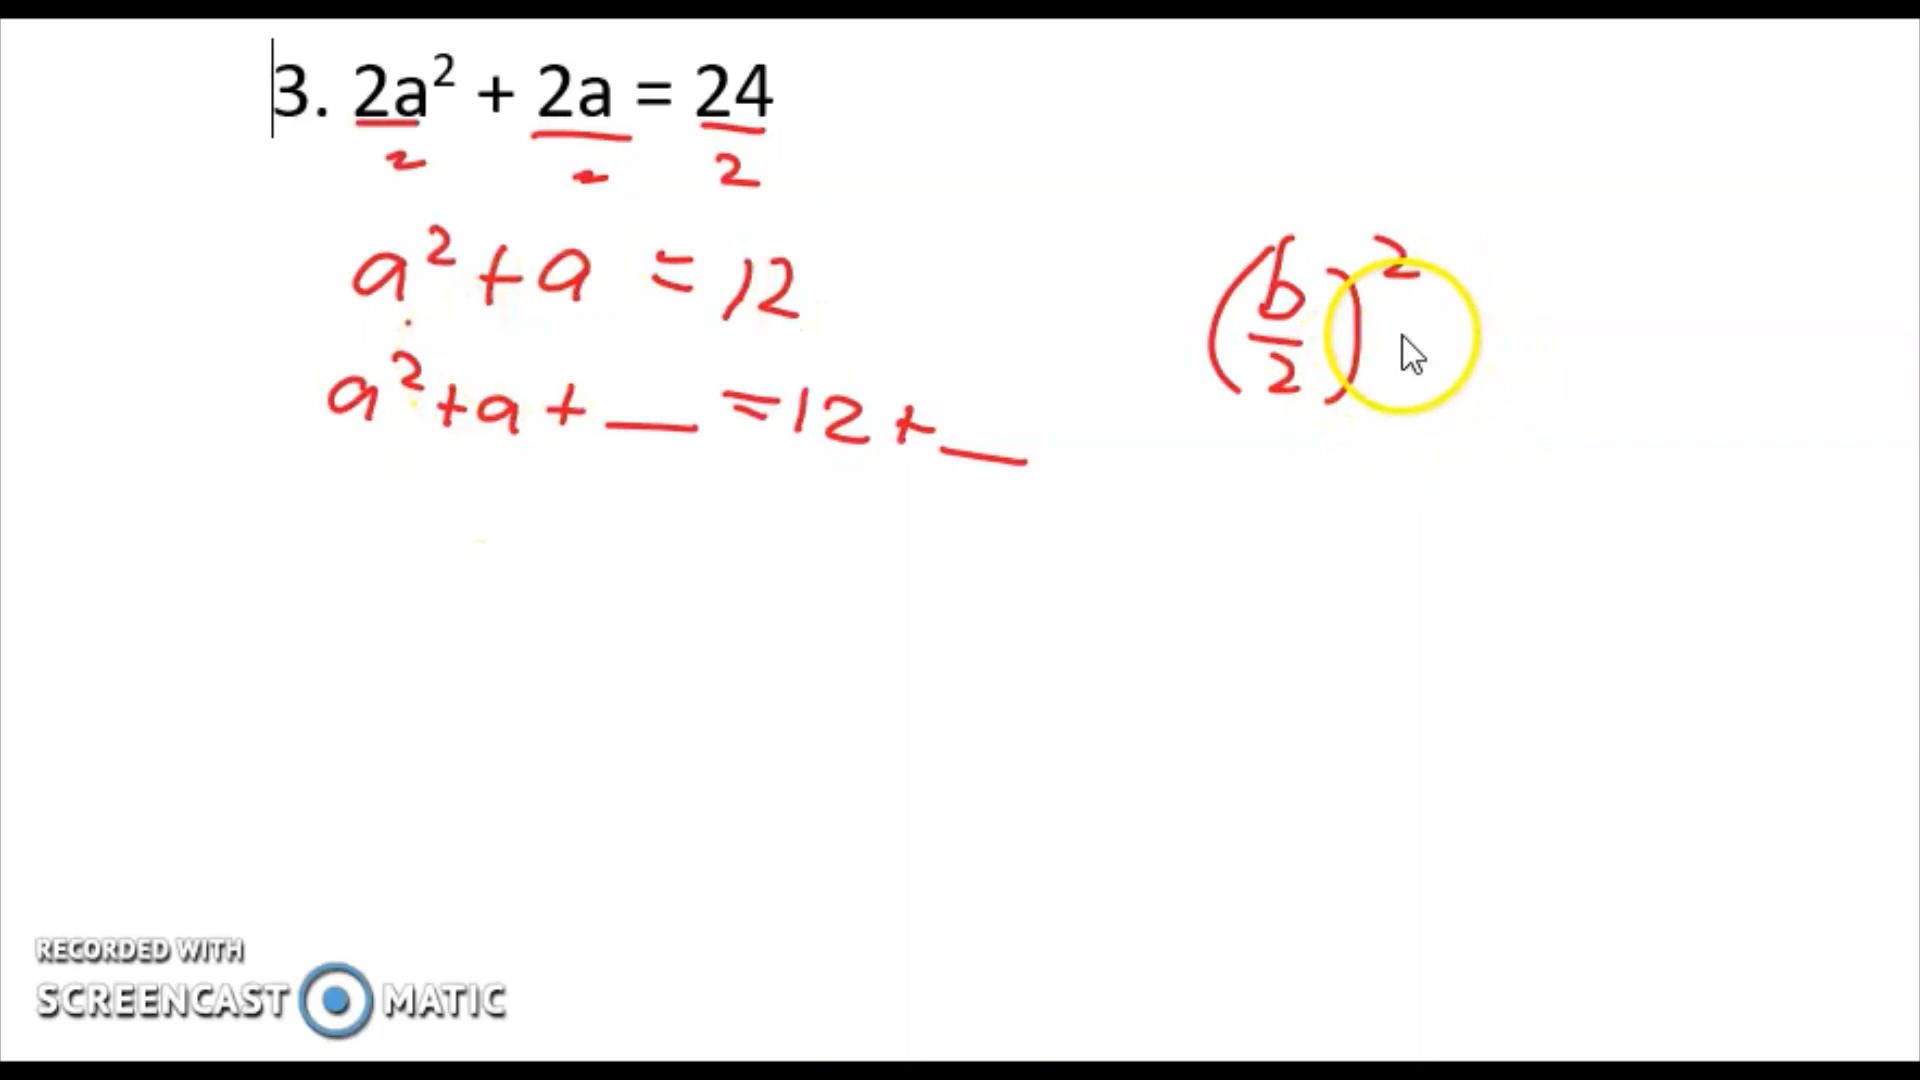 3. 2a² + 2a = 24
2 2 2
a² + a = 12
(b/2)²
a² + a + __ = 12 + __
RECORDED WITH
SCREENCAST MATIC